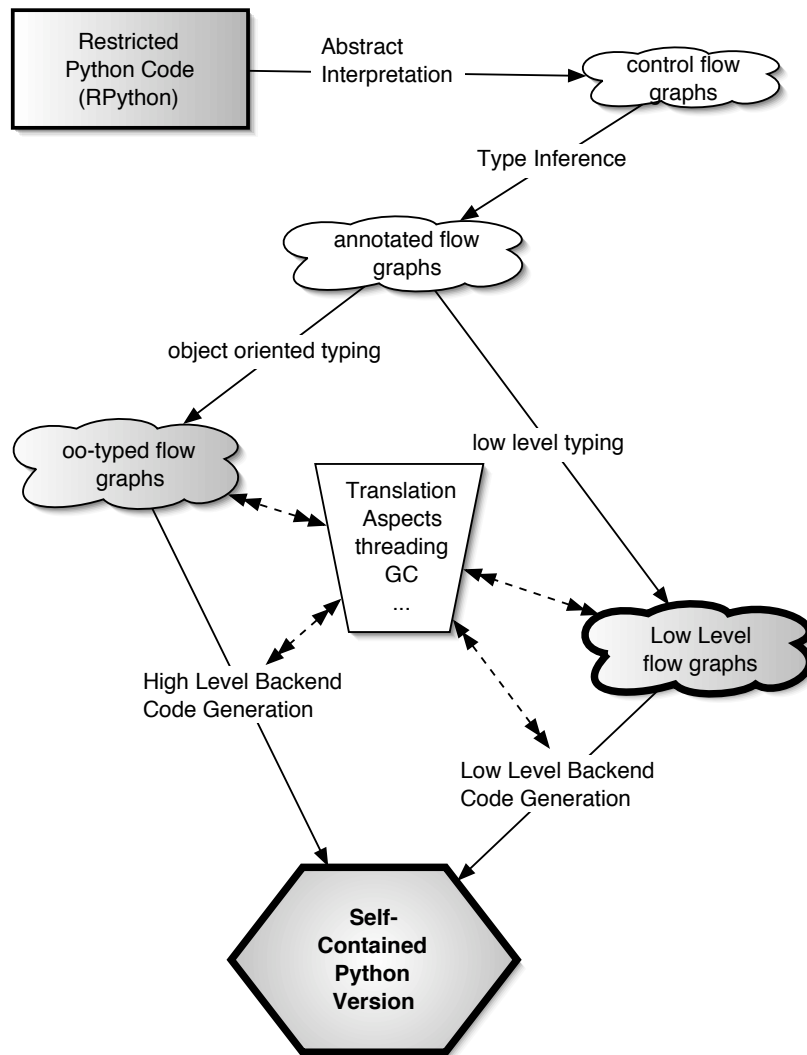 Restricted
Python Code
(RPython)
Abstract
Interpretation
control flow
graphs
Type Inference
annotated flow
graphs
object oriented typing
low level typing
oo-typed flow
graphs
Translation
Aspects
threading
GC
...
Low Level
flow graphs
High Level Backend
Code Generation
Low Level Backend
Code Generation
Self-
Contained
Python
Version